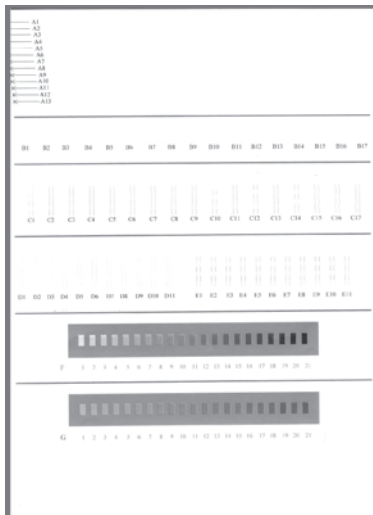 A1
A2
A3
A4
A5
A6
A7
A8
A9
A10
A11
A12
A13
B1 B2 B3 B4 B5 B6 B7 B8 B9 B10 B11 B12 B13 B14 B15 B16 B17
C1 C2 C3 C4 C5 C6 C7 C8 C9 C10 C11 C12 C13 C14 C15 C16 C17
D1 D2 D3 D4 D5 D6 D7 D8 D9 D10 D11 E1 E2 E3 E4 E5 E6 E7 E8 E9 E10 E11
F 1 2 3 4 5 6 7 8 9 10 11 12 13 14 15 16 17 18 19 20 21
G 1 2 3 4 5 6 7 8 9 10 11 12 13 14 15 16 17 18 19 20 21